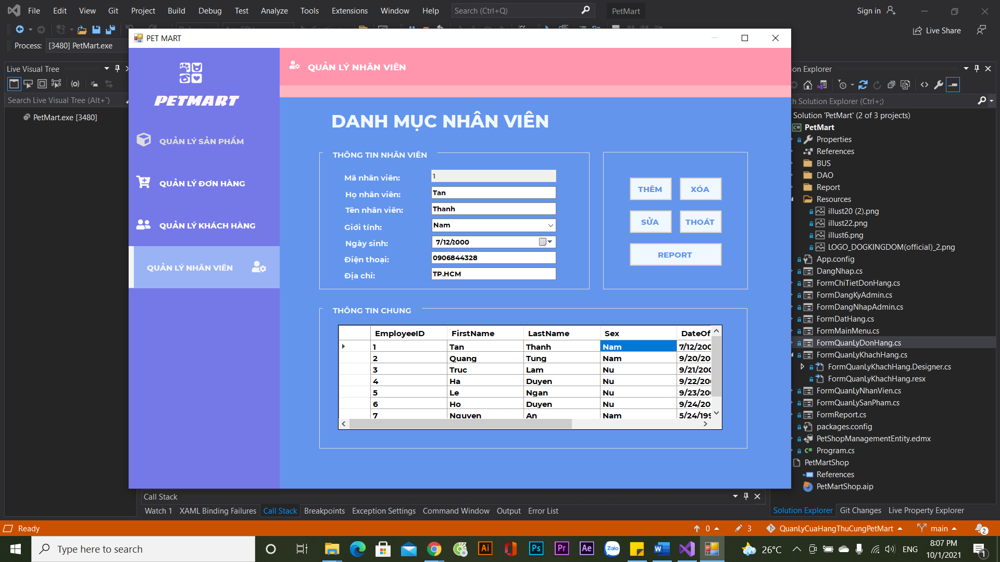 File Edit View Git Project Build Debug Test Analyze Tools Extensions Window Help Search (Ctrl+Q) PetMart Sign in
Live Share
Process: [3480] PetMart.exe
PET MART
Live Visual Tree
Search Live Visual Tree (Alt+`)
PetMart.exe [3480]
PETMART
QUẢN LÝ SẢN PHẨM
QUẢN LÝ ĐƠN HÀNG
QUẢN LÝ KHÁCH HÀNG
QUẢN LÝ NHÂN VIÊN
QUẢN LÝ NHÂN VIÊN
DANH MỤC NHÂN VIÊN
THÔNG TIN NHÂN VIÊN
Mã nhân viên: 1
Họ nhân viên: Tan
Tên nhân viên: Thanh
Giới tính: Nam
Ngày sinh: 7/12/2000
Điện thoại: 0906844328
Địa chỉ: TP.HCM
THÊM XÓA
SỬA THOÁT
REPORT
THÔNG TIN CHUNG
EmployeeID FirstName LastName Sex DateOf
1 Tan Thanh Nam 7/12/200
2 Quang Tung Nam 9/20/20
3 Truc Lam Nu 9/21/200
4 Ha Duyen Nu 9/22/20
5 Le Ngan Nu 9/23/20
6 Ho Duyen Nu 9/24/20
7 Nguyen An Nam 5/24/199
on Explorer
h Solution Explorer (Ctrl+;)
Solution 'PetMart' (2 of 3 projects)
PetMart
Properties
References
BUS
DAO
Report
Resources
illust20 (2).png
illust22.png
illust6.png
LOGO_DOGKINGDOM(official)_2.png
App.config
DangNhap.cs
FormChiTietDonHang.cs
FormDangKyAdmin.cs
FormDangNhapAdmin.cs
FormDatHang.cs
FormMainMenu.cs
FormQuanLyDonHang.cs
FormQuanLyKhachHang.cs
FormQuanLyKhachHang.Designer.cs
FormQuanLyKhachHang.resx
FormQuanLyNhanVien.cs
FormQuanLySanPham.cs
FormReport.cs
packages.config
PetShopManagementEntity.edmx
Program.cs
PetMartShop
References
PetMartShop.aip
Call Stack
Watch 1 XAML Binding Failures Call Stack Breakpoints Exception Settings Command Window Output Error List
Solution Explorer Git Changes Live Property Explorer
Ready 0 3 QuanLyCuaHangThuCungPetMart main 2
Type here to search
Ai Ps Pr Ae Zalo
26°C ENG
8:07 PM
10/1/2021
1